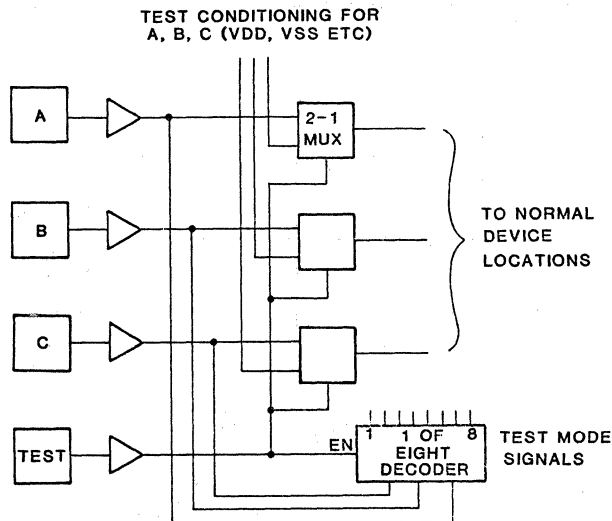 TEST CONDITIONING FOR
A, B, C (VDD, VSS ETC)
A
2-1
MUX
B
TO NORMAL
DEVICE
LOCATIONS
C
TEST
EN
1 1 OF 8
EIGHT
DECODER
TEST MODE
SIGNALS